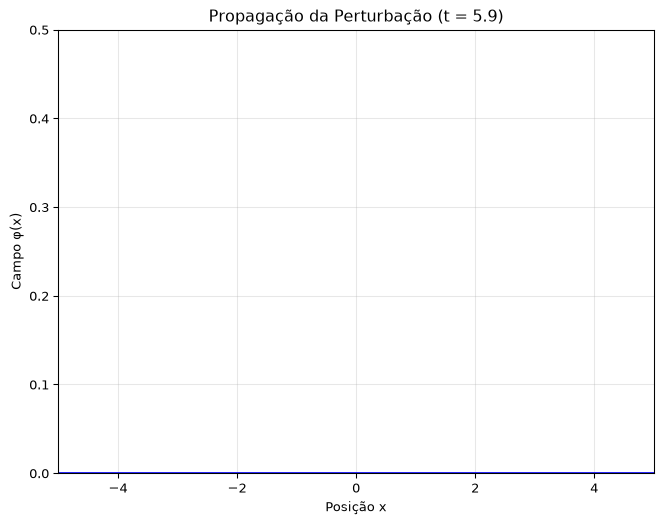 Propagação da Perturbação (t = 5.9)
0.5
0.4
0.3
0.2
0.1
0.0
Campo φ(x)
−4 −2 0 2 4
Posição x